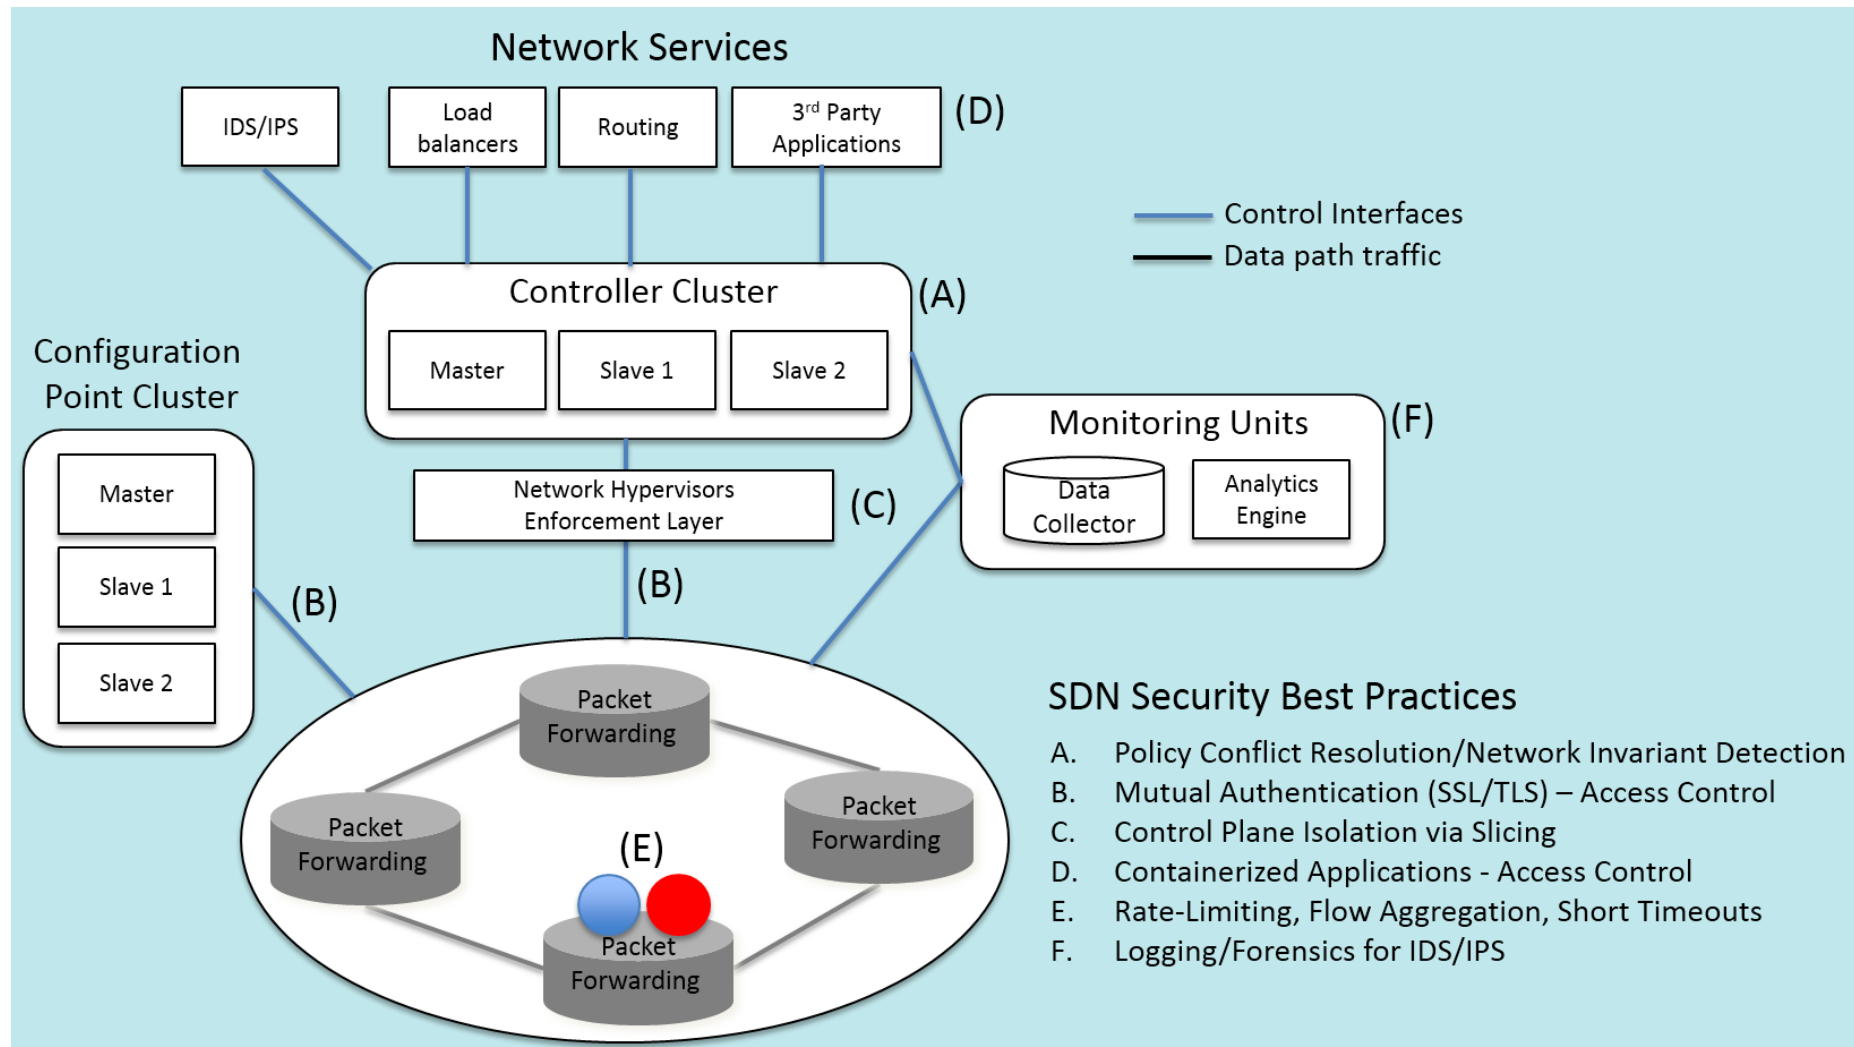 Network Services
IDS/IPS
Load
balancers
Routing
3rd Party
Applications
(D)
Control Interfaces
Data path traffic
Controller Cluster
(A)
Master
Slave 1
Slave 2
Configuration
Point Cluster
Master
Slave 1
Slave 2
Monitoring Units
(F)
Data
Collector
Analytics
Engine
Network Hypervisors
Enforcement Layer
(C)
(B)
(B)
Packet
Forwarding
Packet
Forwarding
Packet
Forwarding
(E)
Packet
Forwarding
SDN Security Best Practices
A. Policy Conflict Resolution/Network Invariant Detection
B. Mutual Authentication (SSL/TLS) – Access Control
C. Control Plane Isolation via Slicing
D. Containerized Applications - Access Control
E. Rate-Limiting, Flow Aggregation, Short Timeouts
F. Logging/Forensics for IDS/IPS